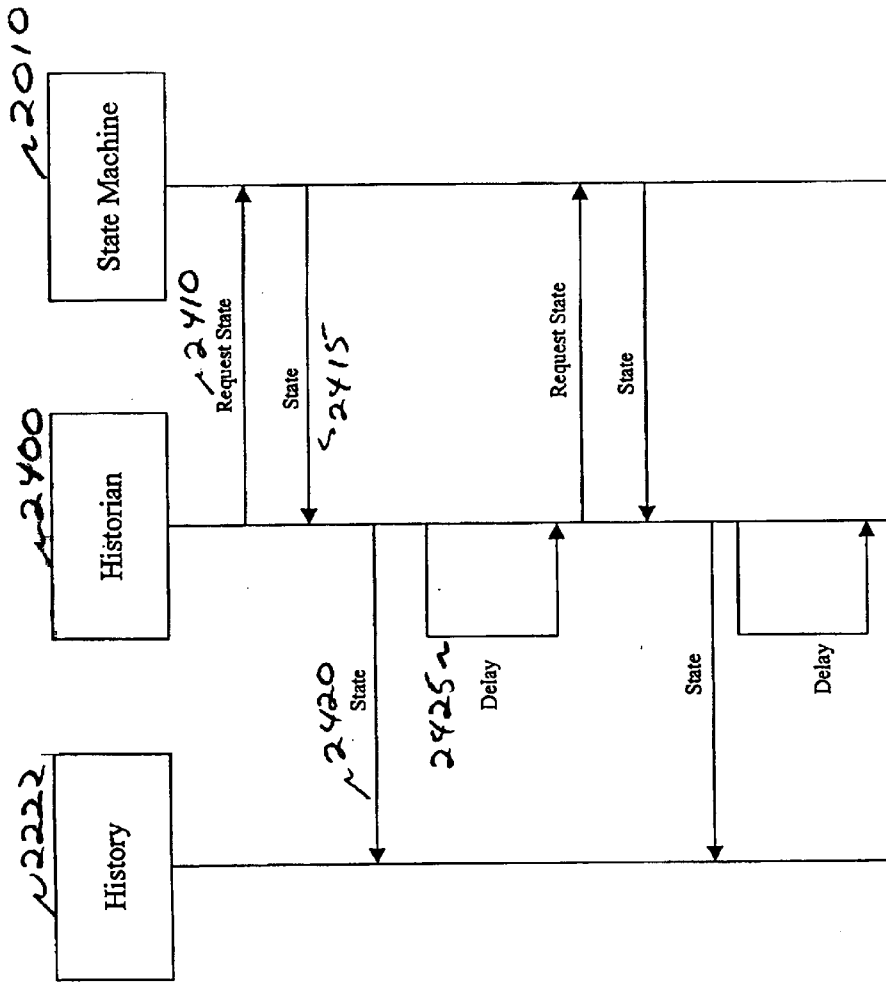 2222
History
2400
Historian
2010
State Machine
2410
Request State
State
2415
2420
State
2425
Delay
Request State
State
State
Delay